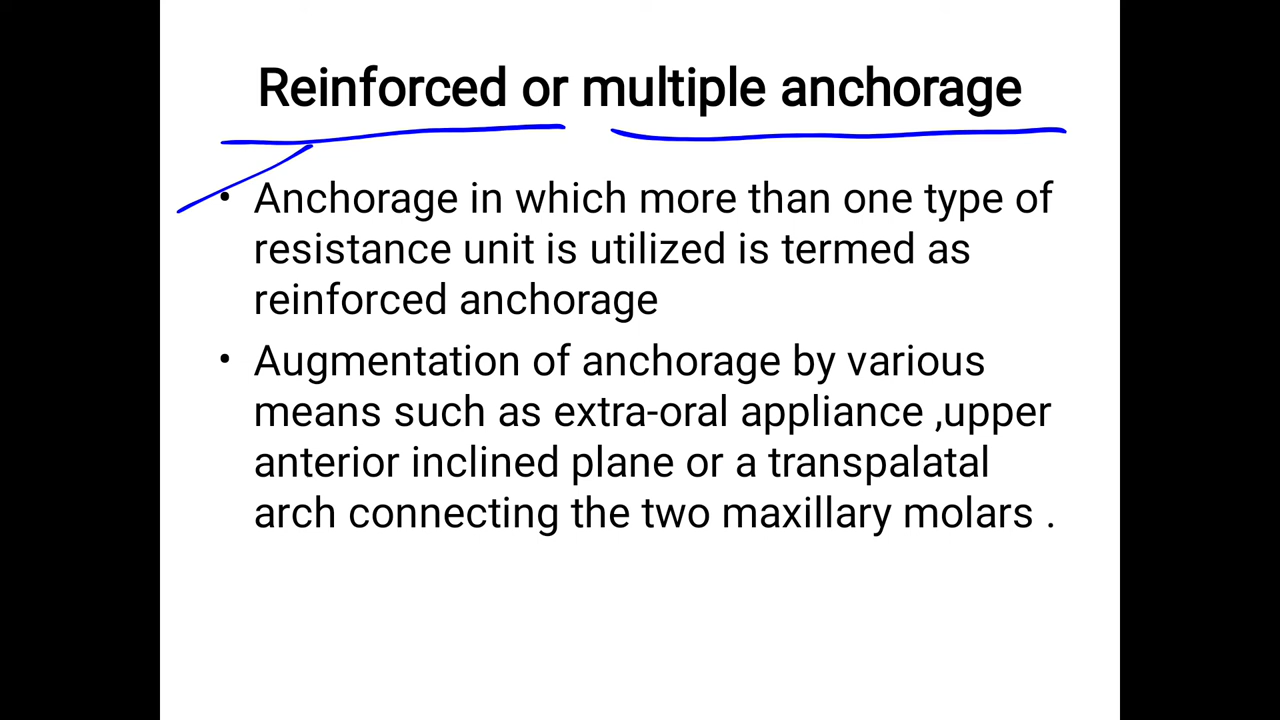 Reinforced or multiple anchorage
• Anchorage in which more than one type of
resistance unit is utilized is termed as
reinforced anchorage
• Augmentation of anchorage by various
means such as extra-oral appliance ,upper
anterior inclined plane or a transpalatal
arch connecting the two maxillary molars .